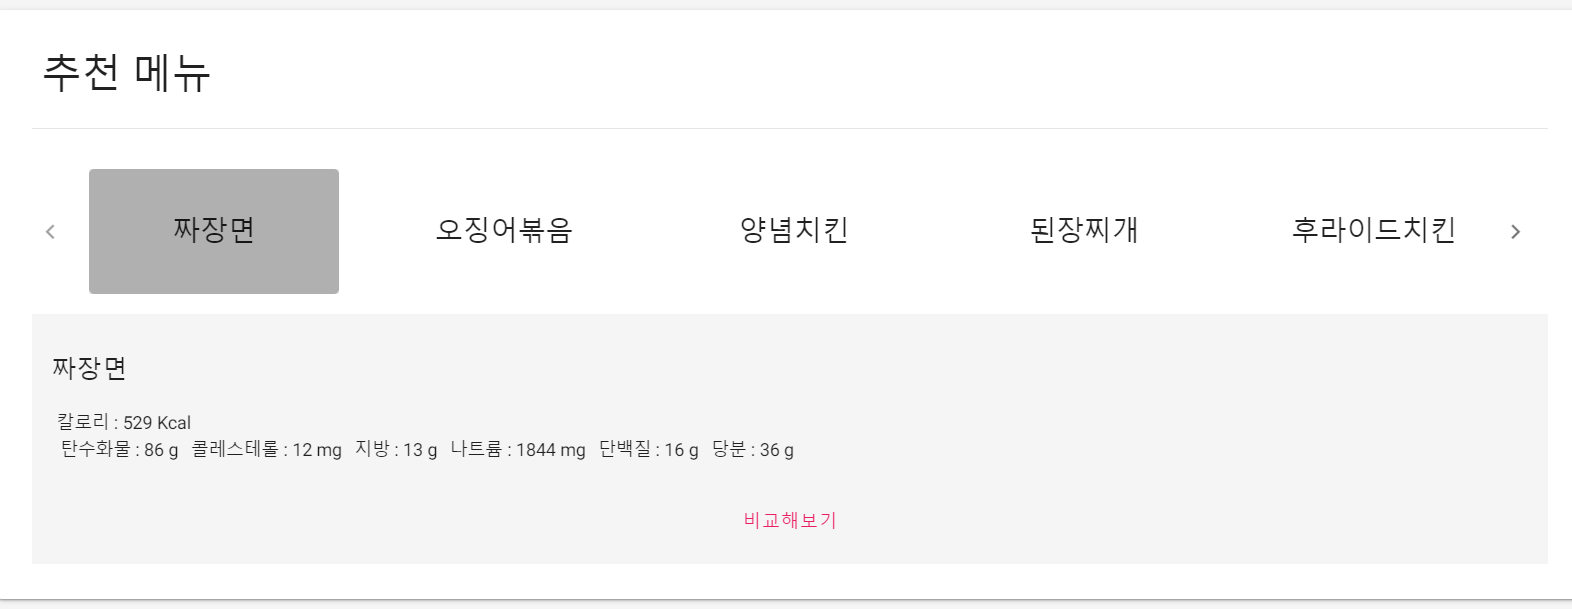 추천 메뉴
짜장면 오징어볶음 양념치킨 된장찌개 후라이드치킨
짜장면
칼로리 : 529 Kcal
탄수화물 : 86 g 콜레스테롤 : 12 mg 지방 : 13 g 나트륨 : 1844 mg 단백질 : 16 g 당분 : 36 g
비교해보기